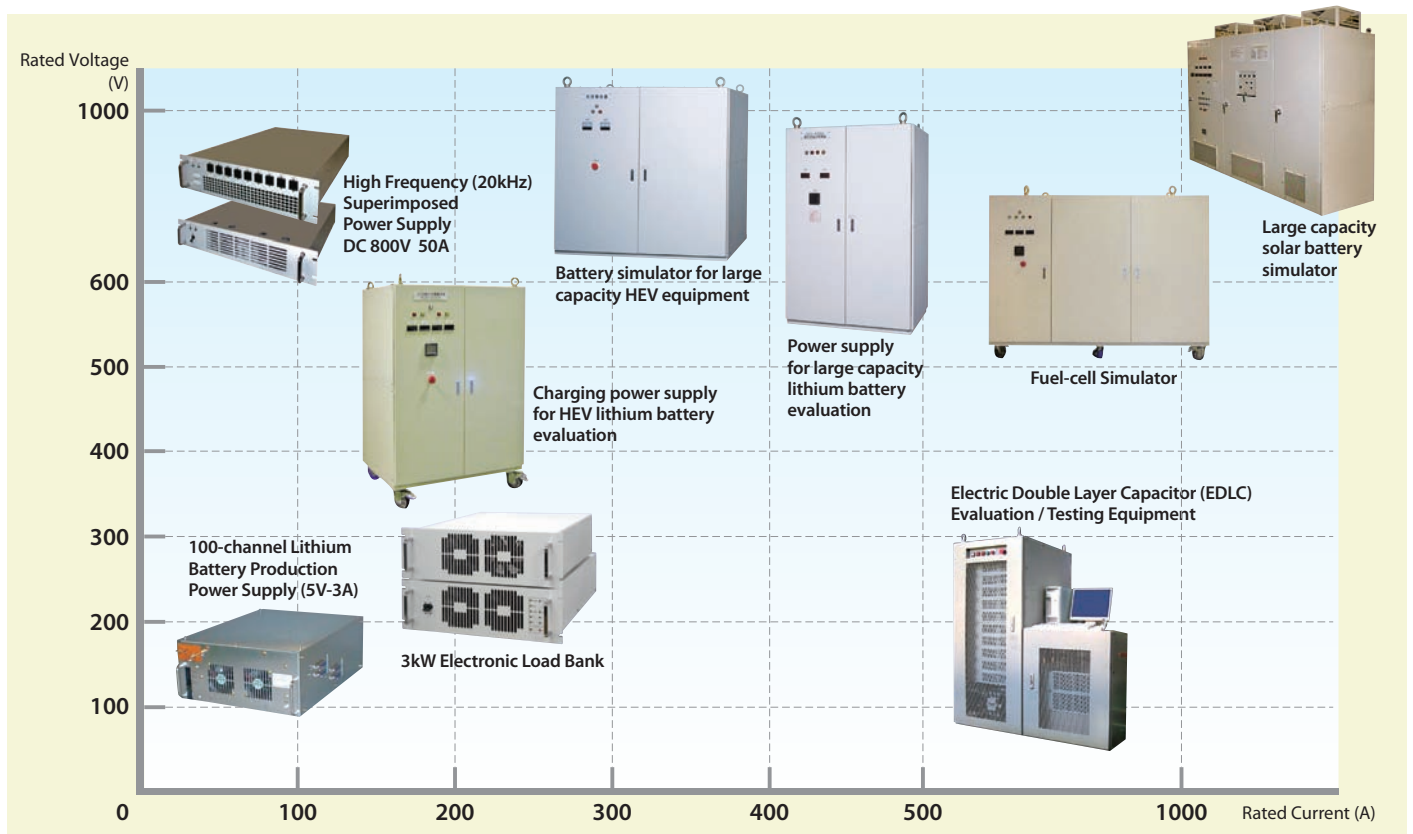 Rated Voltage
(V)
1000
600
500
400
300
200
100
0
100
200
300
400
500
1000
Rated Current (A)
High Frequency (20kHz)
Superimposed
Power Supply
DC 800V 50A
Battery simulator for large
capacity HEV equipment
Power supply
for large capacity
lithium battery
evaluation
Large capacity
solar battery
simulator
Fuel-cell Simulator
Charging power supply
for HEV lithium battery
evaluation
Electric Double Layer Capacitor (EDLC)
Evaluation / Testing Equipment
100-channel Lithium
Battery Production
Power Supply (5V-3A)
3kW Electronic Load Bank